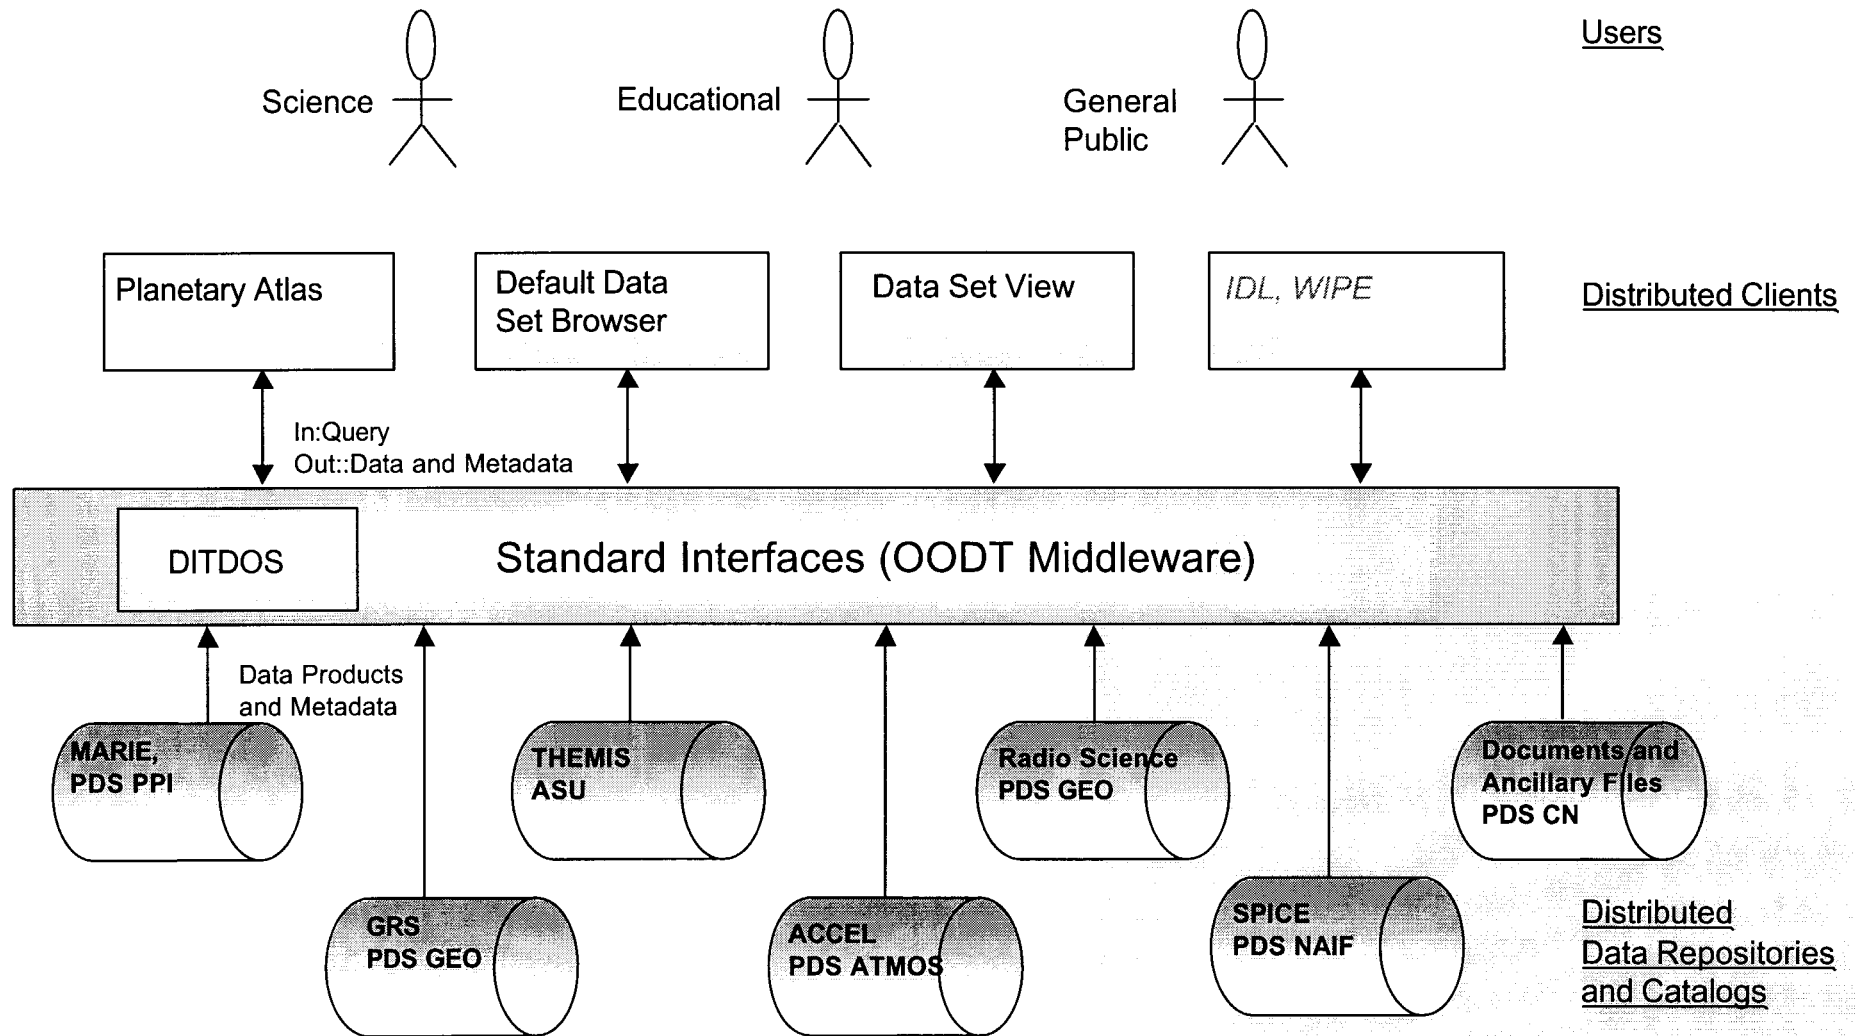 Users
Science
Educational
General
Public
Planetary Atlas
Default Data
Set Browser
Data Set View
IDL, WIPE
Distributed Clients
In:Query
Out::Data and Metadata
DITDOS
Standard Interfaces (OODT Middleware)
Data Products
and Metadata
MARIE,
PDS PPI
THEMIS
ASU
Radio Science
PDS GEO
Documents and
Ancillary Files
PDS CN
GRS
PDS GEO
ACCEL
PDS ATMOS
SPICE
PDS NAIF
Distributed
Data Repositories
and Catalogs